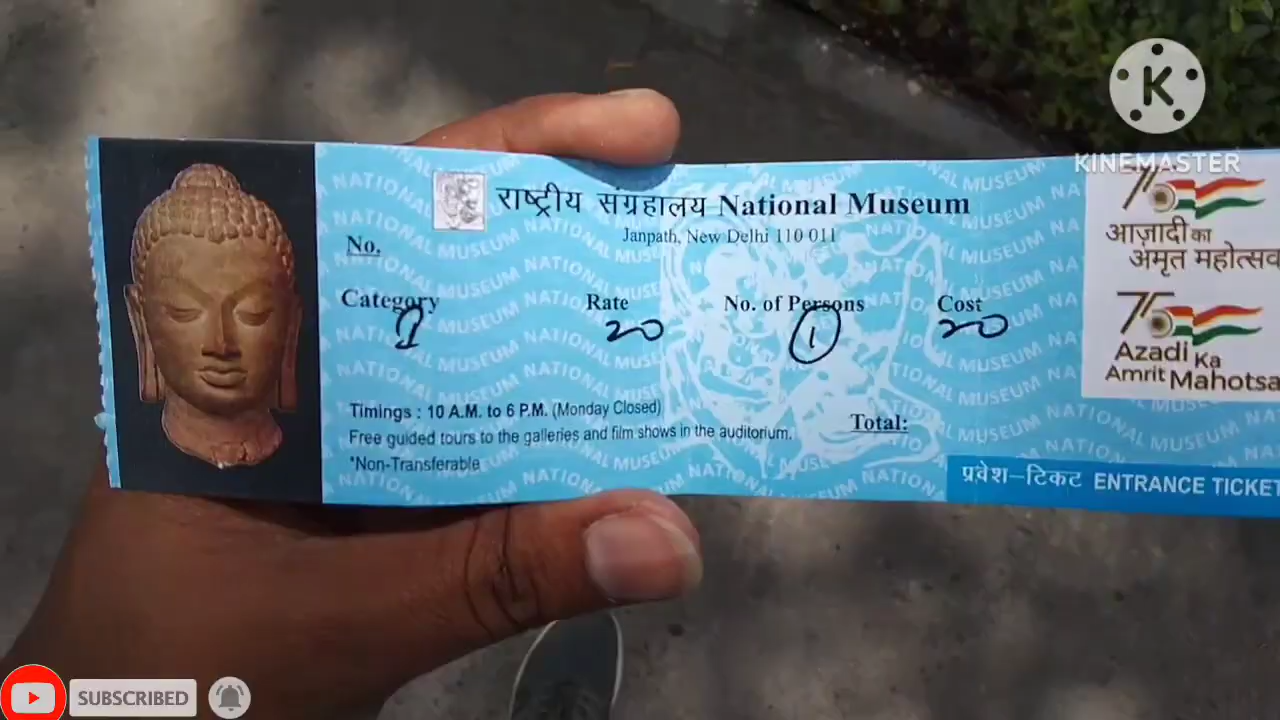 राष्ट्रीय संग्रहालय National Museum
Janpath, New Delhi 110 011
No.
Category Rate No. of Persons Cost
I 20 1 20
Timings : 10 A.M. to 6 P.M. (Monday Closed)
Free guided tours to the galleries and film shows in the auditorium.
*Non-Transferable
Total:
प्रवेश-टिकट ENTRANCE TICKET
75
आज़ादी का
अमृत महोत्सव
75
Azadi Ka
Amrit Mahotsa
K
KINEMASTER
SUBSCRIBED